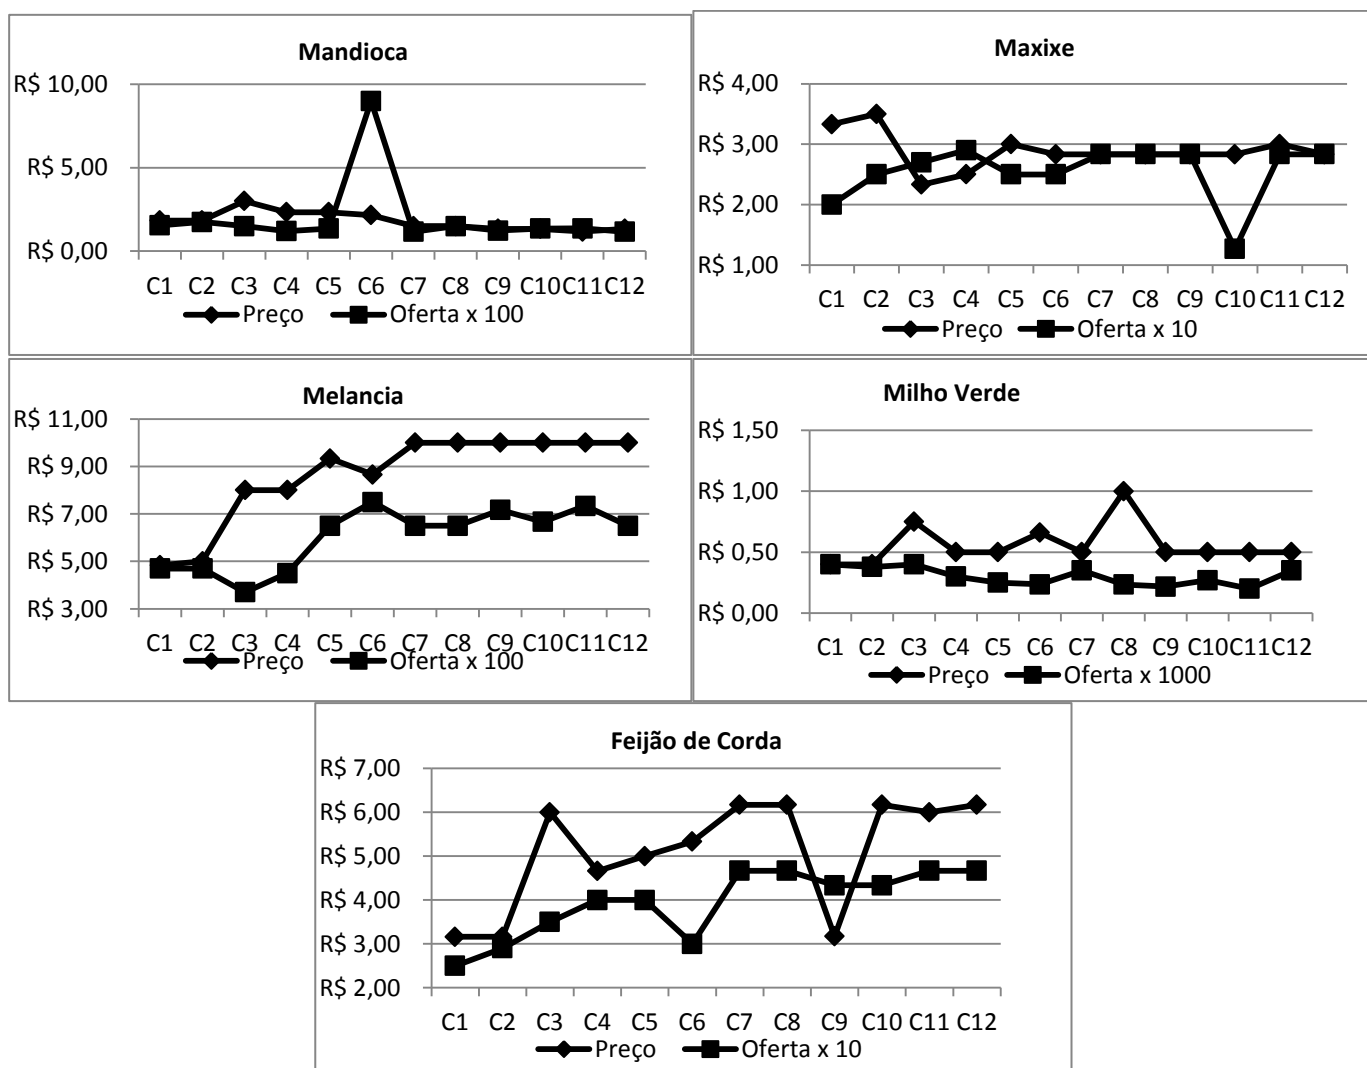 Mandioca
R$ 10,00
R$ 5,00
R$ 0,00
C1 C2 C3 C4 C5 C6 C7 C8 C9 C10 C11 C12
Preço Oferta x 100
Maxixe
R$ 4,00
R$ 3,00
R$ 2,00
R$ 1,00
C1 C2 C3 C4 C5 C6 C7 C8 C9 C10 C11 C12
Preço Oferta x 10
Melancia
R$ 11,00
R$ 9,00
R$ 7,00
R$ 5,00
R$ 3,00
C1 C2 C3 C4 C5 C6 C7 C8 C9 C10 C11 C12
Preço Oferta x 100
Milho Verde
R$ 1,50
R$ 1,00
R$ 0,50
R$ 0,00
C1 C2 C3 C4 C5 C6 C7 C8 C9 C10 C11 C12
Preço Oferta x 1000
Feijão de Corda
R$ 7,00
R$ 6,00
R$ 5,00
R$ 4,00
R$ 3,00
R$ 2,00
C1 C2 C3 C4 C5 C6 C7 C8 C9 C10 C11 C12
Preço Oferta x 10